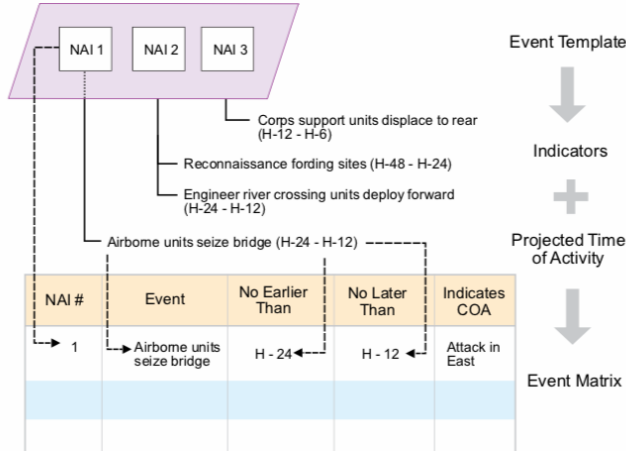 NAI 1
NAI 2
NAI 3
Event Template
Corps support units displace to rear
(H-12 - H-6)
Indicators
Reconnaissance fording sites (H-48 - H-24)
Engineer river crossing units deploy forward
(H-24 - H-12)
Airborne units seize bridge (H-24 - H-12)
Projected Time
of Activity
NAI #
Event
No Earlier
Than
No Later
Than
Indicates
COA
1
Airborne units
seize bridge
H - 24
H - 12
Attack in
East
Event Matrix